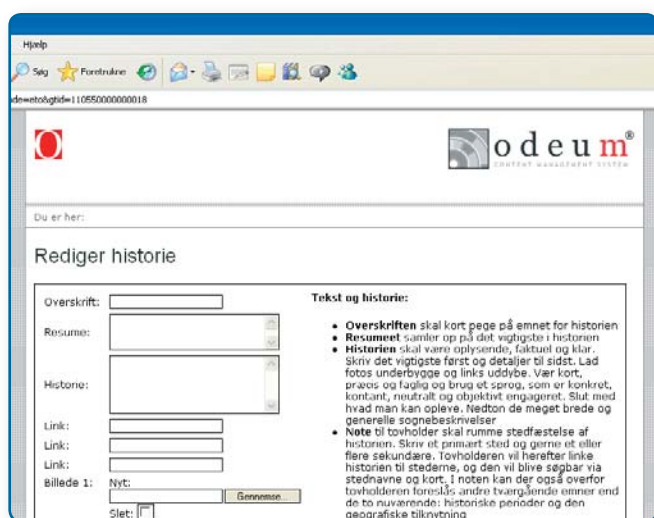 Hjælp
Søg Foretrukne
de=eto&gtid=110550000000018
odeum®
CONTENT MANAGEMENT SYSTEM
Du er her:
Rediger historie
Overskrift:
Resume:
Historie:
Link:
Link:
Link:
Billede 1: Nyt:
Gennemse...
Slet:
Tekst og historie:
• Overskriften skal kort pege på emnet for historien
• Resumeet samler op på det vigtigste i historien
• Historien skal være oplysende, faktuel og klar.
Skriv det vigtigste først og detaljer til sidst. Lad
fotos underbygge og links uddybe. Vær kort,
præcis og faglig og brug et sprog, som er konkret,
kontant, neutralt og objektivt engageret. Slut med
hvad man kan opleve. Nedton de meget brede og
generelle sognebeskrivelser
• Note til tovholder skal rumme stedfæstelse af
historien. Skriv et primært sted og gerne et eller
flere sekundære. Tovholderen vil herefter linke
historien til stederne, og den vil blive søgbar via
stednavne og kort. I noten kan der også overfor
tovholderen foreslås andre tværgående emner end
de to nuværende: historiske perioder og den
geografiske tilknytning